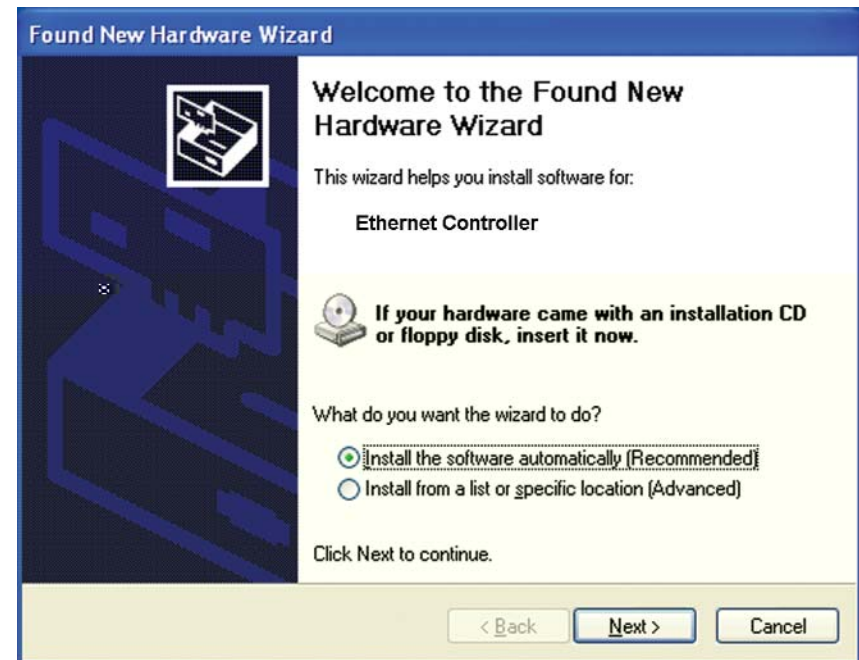 Found New Hardware Wizard
Welcome to the Found New
Hardware Wizard
This wizard helps you install software for:
Ethernet Controller
If your hardware came with an installation CD
or floppy disk, insert it now.
What do you want the wizard to do?
Install the software automatically (Recommended)
Install from a list or specific location (Advanced)
Click Next to continue.
< Back
Next >
Cancel